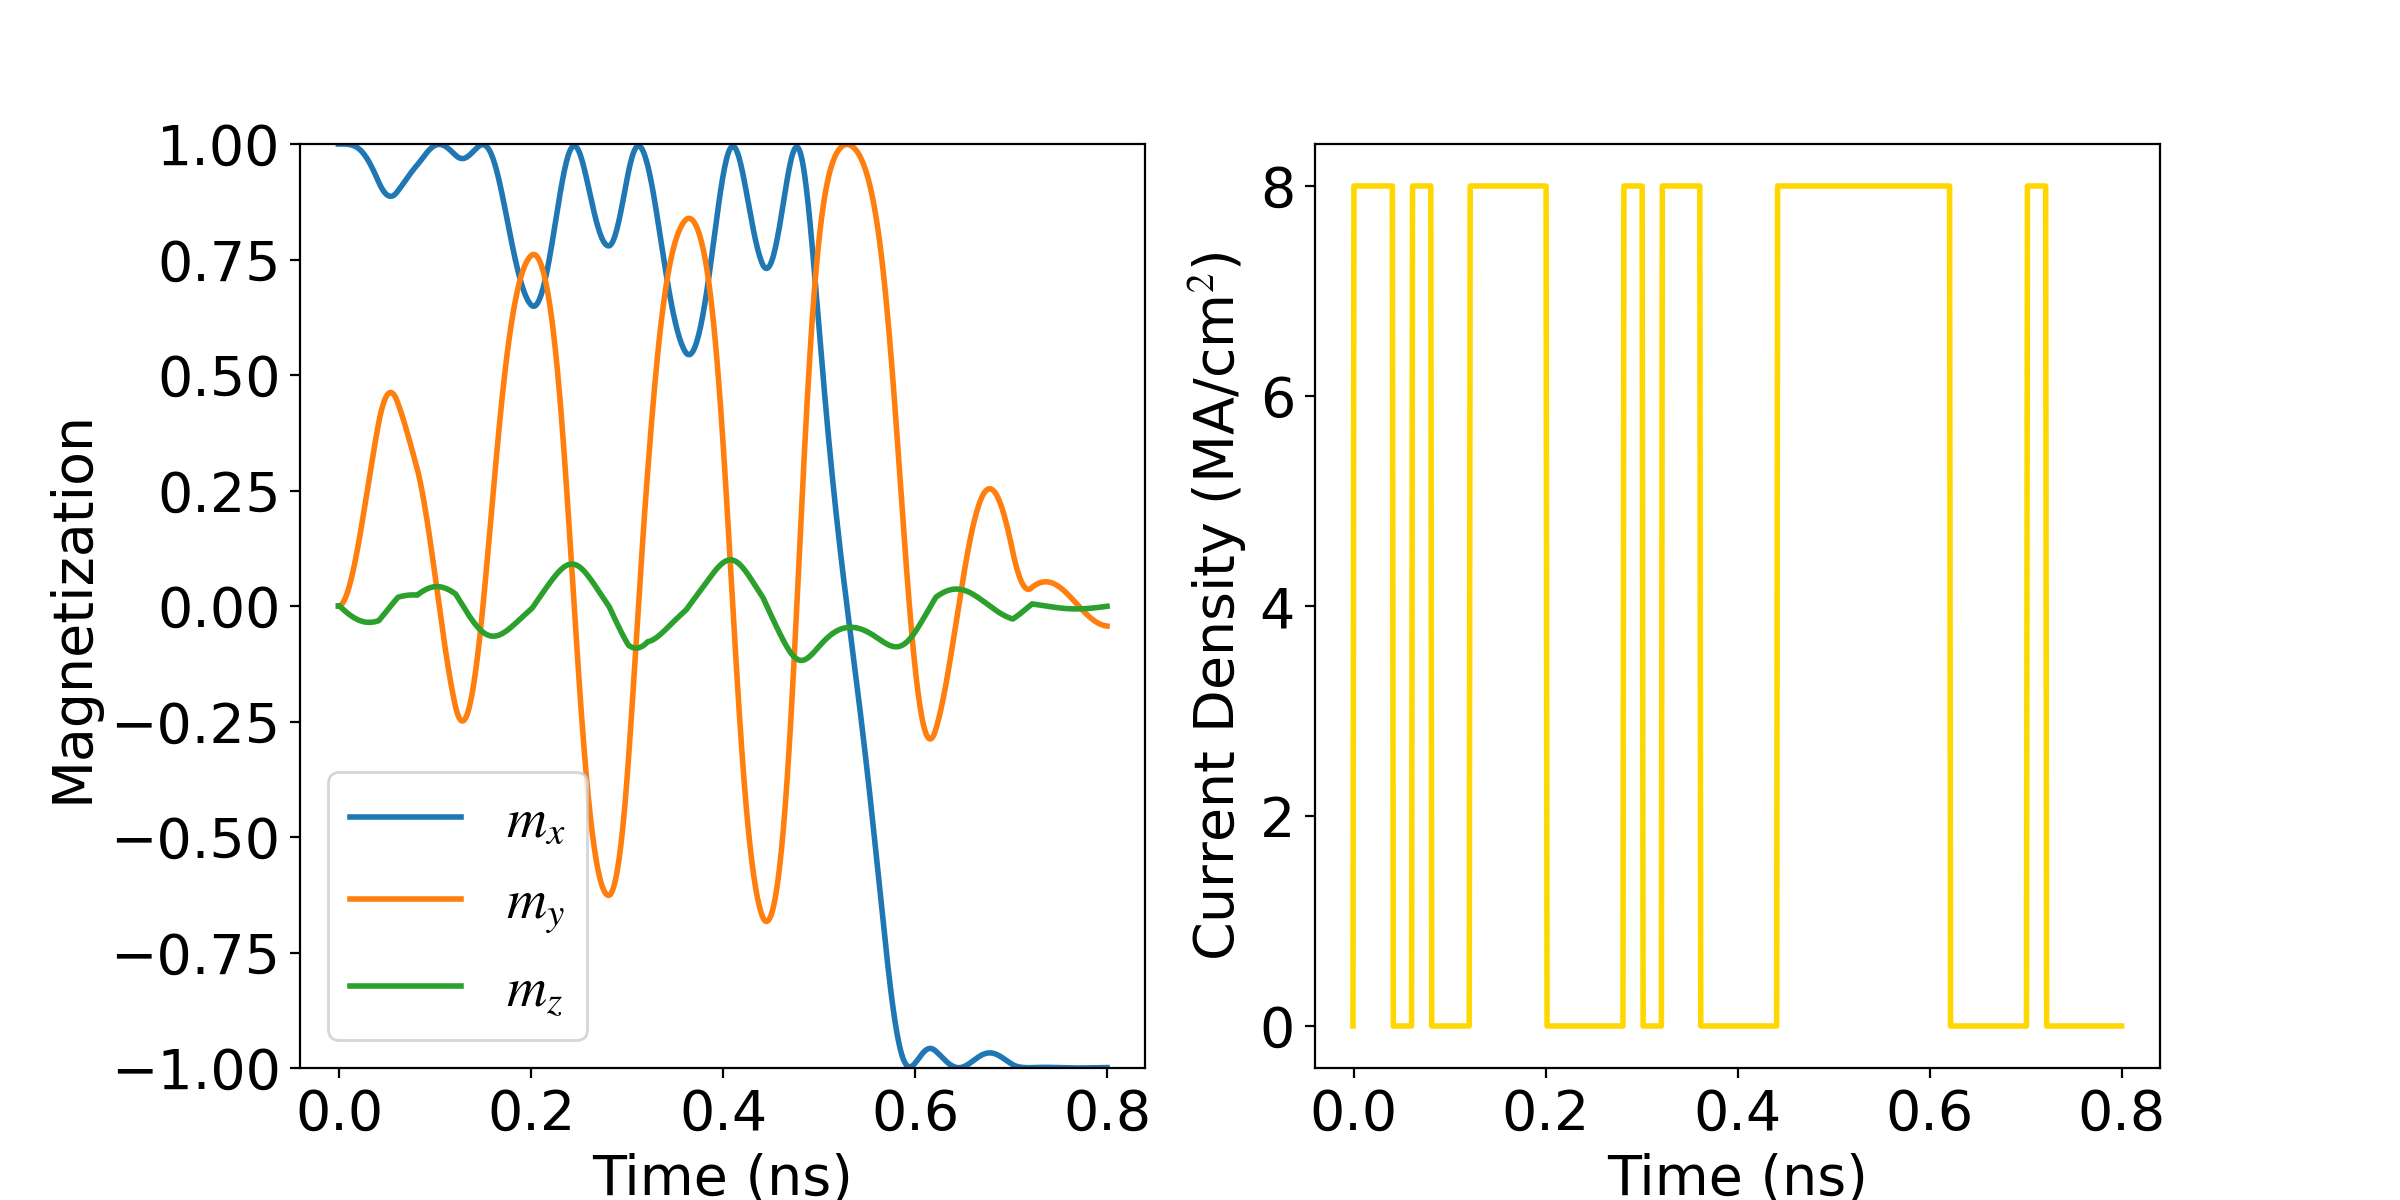 Magnetization
1.00
0.75
0.50
0.25
0.00
−0.25
−0.50
−0.75
−1.00
m_x
m_y
m_z
0.0 0.2 0.4 0.6 0.8
Time (ns)
Current Density (MA/cm²)
8
6
4
2
0
0.0 0.2 0.4 0.6 0.8
Time (ns)